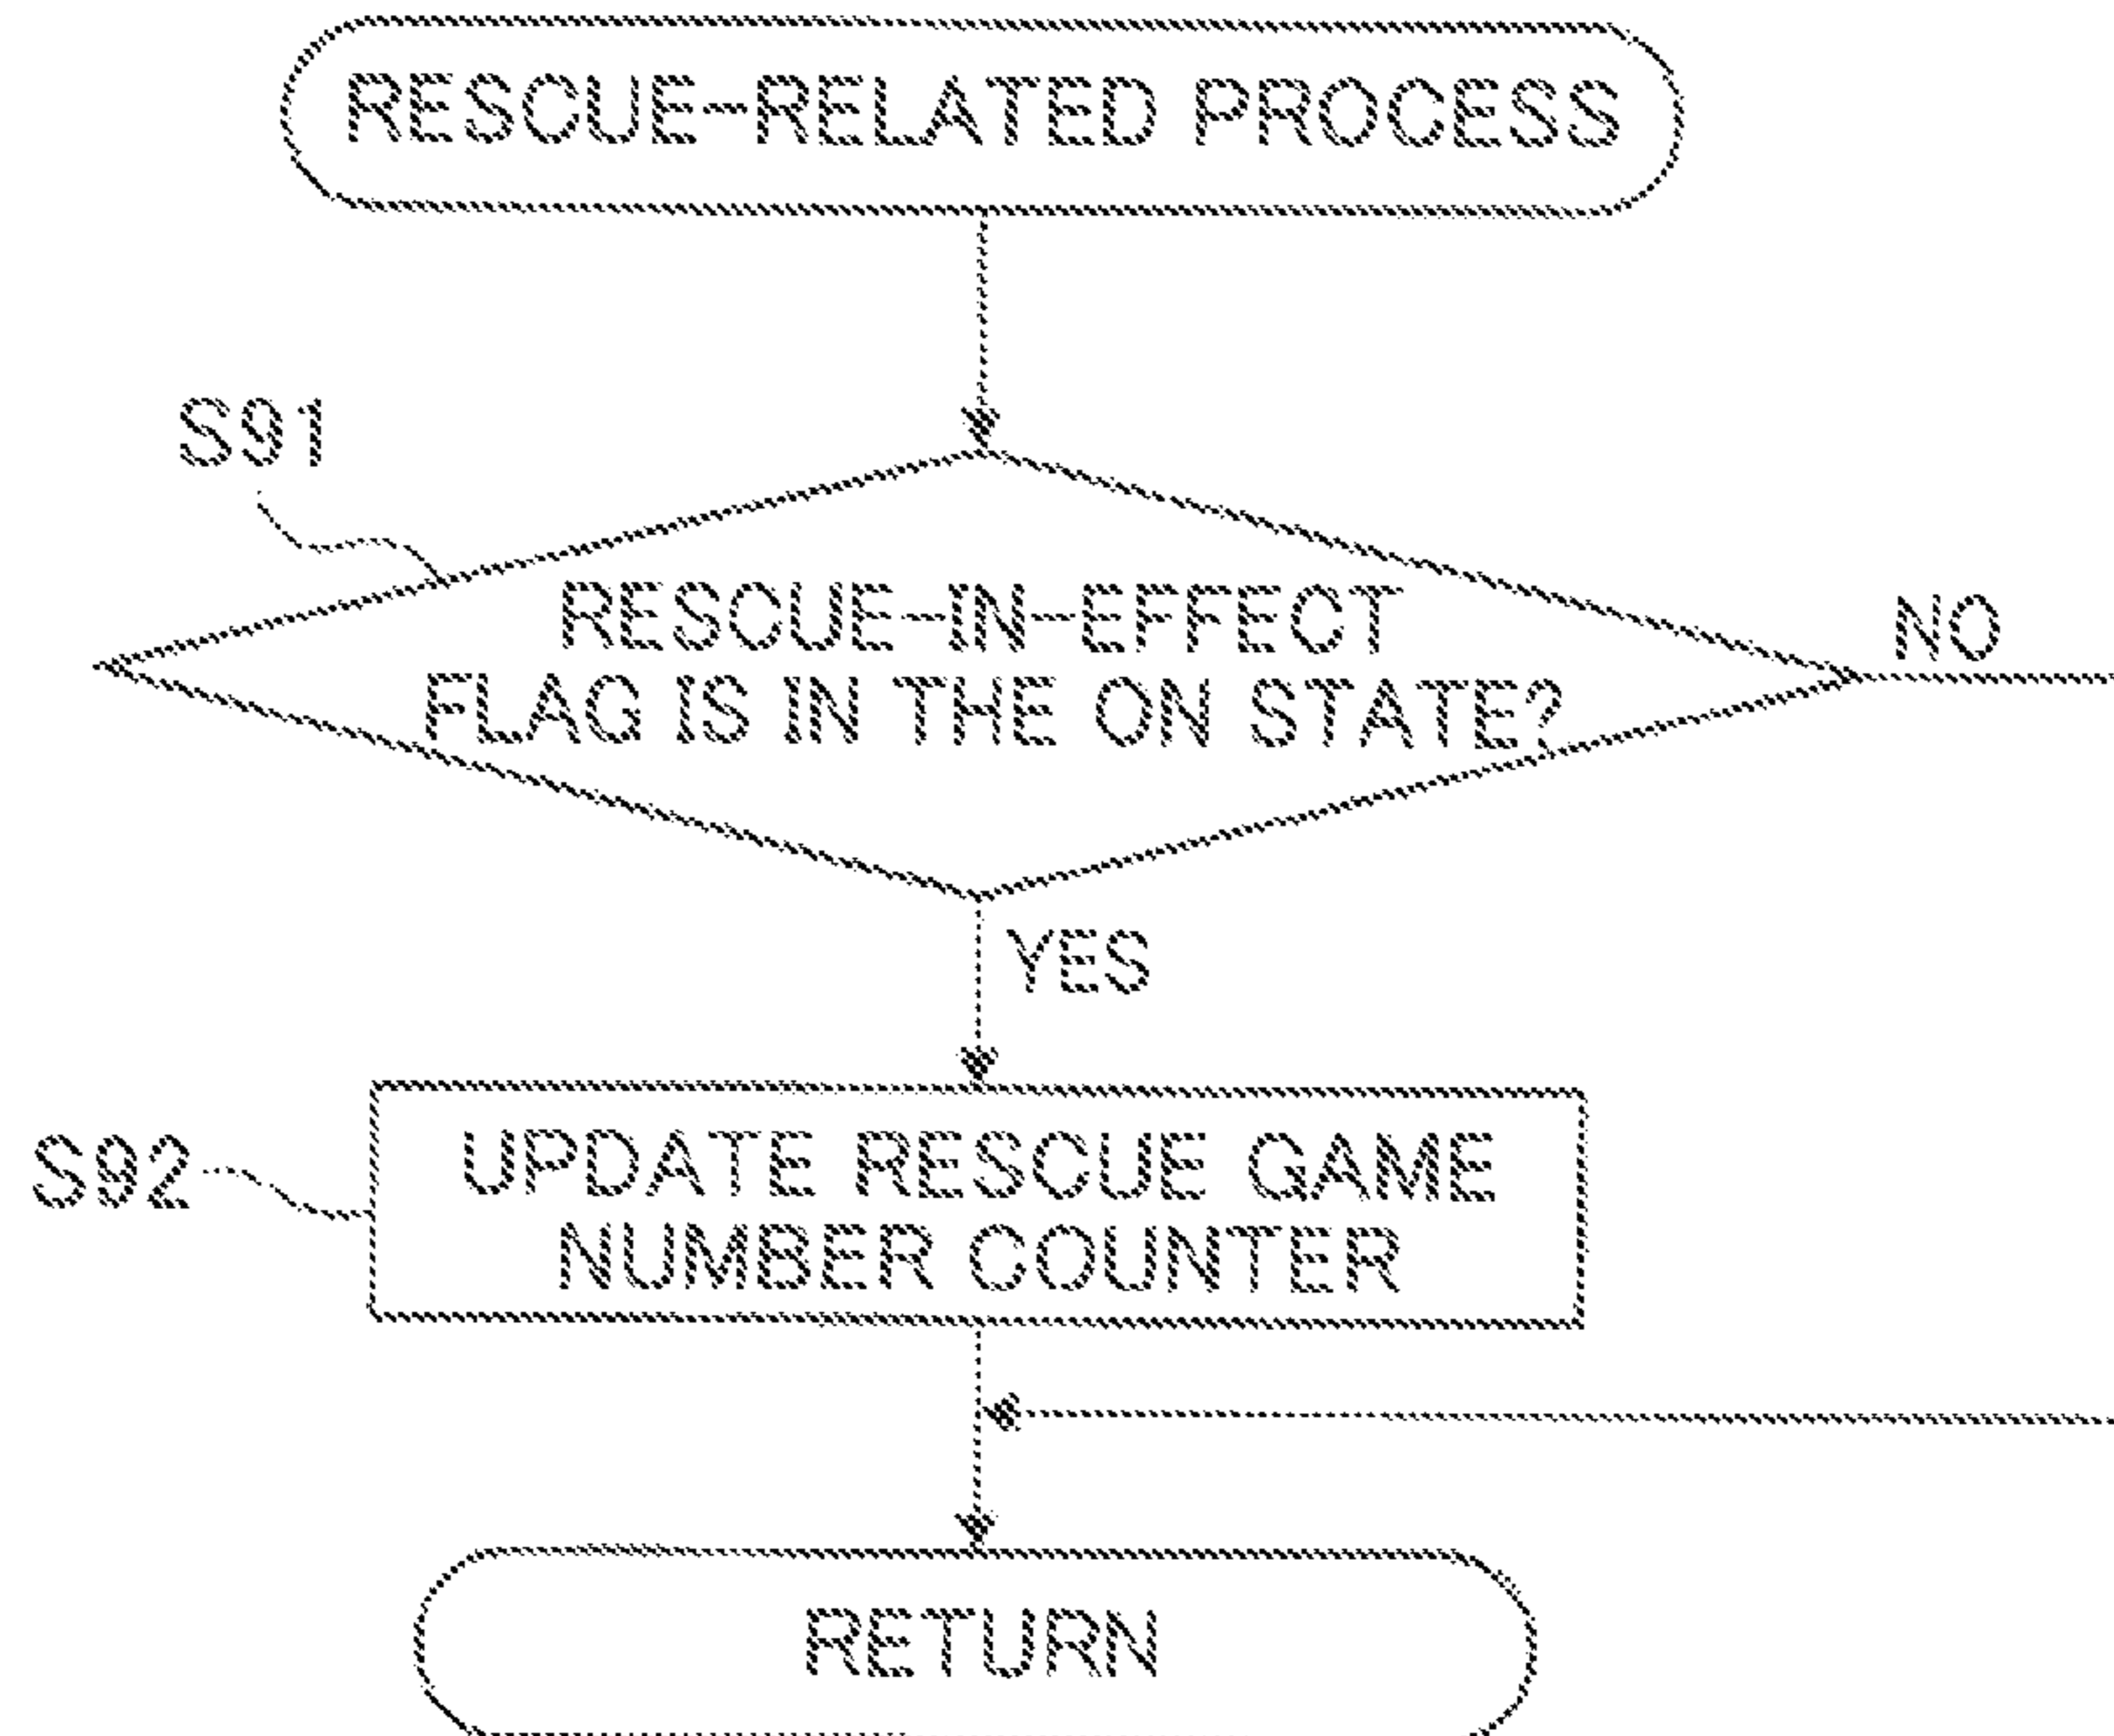 RESCUE-RELATED PROCESS
S91
RESCUE-IN-EFFECT
FLAG IS IN THE ON STATE?
NO
YES
S92
UPDATE RESCUE GAME
NUMBER COUNTER
RETURN